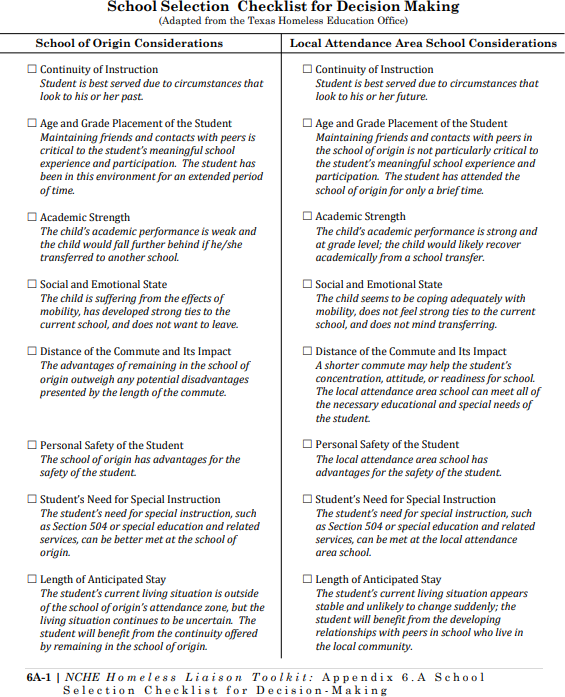 School Selection Checklist for Decision Making
(Adapted from the Texas Homeless Education Office)
School of Origin Considerations
☐ Continuity of Instruction
Student is best served due to circumstances that
look to his or her past.
☐ Age and Grade Placement of the Student
Maintaining friends and contacts with peers is
critical to the student's meaningful school
experience and participation. The student has
been in this environment for an extended period
of time.
☐ Academic Strength
The child's academic performance is weak and
the child would fall further behind if he/she
transferred to another school.
☐ Social and Emotional State
The child is suffering from the effects of
mobility, has developed strong ties to the
current school, and does not want to leave.
☐ Distance of the Commute and Its Impact
The advantages of remaining in the school of
origin outweigh any potential disadvantages
presented by the length of the commute.
☐ Personal Safety of the Student
The school of origin has advantages for the
safety of the student.
☐ Student's Need for Special Instruction
The student's need for special instruction, such
as Section 504 or special education and related
services, can be better met at the school of
origin.
☐ Length of Anticipated Stay
The student's current living situation is outside
of the school of origin's attendance zone, but the
living situation continues to be uncertain. The
student will benefit from the continuity offered
by remaining in the school of origin.
Local Attendance Area School Considerations
☐ Continuity of Instruction
Student is best served due to circumstances that
look to his or her future.
☐ Age and Grade Placement of the Student
Maintaining friends and contacts with peers in
the school of origin is not particularly critical to
the student's meaningful school experience and
participation. The student has attended the
school of origin for only a brief time.
☐ Academic Strength
The child's academic performance is strong and
at grade level; the child would likely recover
academically from a school transfer.
☐ Social and Emotional State
The child seems to be coping adequately with
mobility, does not feel strong ties to the current
school, and does not mind transferring.
☐ Distance of the Commute and Its Impact
A shorter commute may help the student's
concentration, attitude, or readiness for school.
The local attendance area school can meet all of
the necessary educational and special needs of
the student.
☐ Personal Safety of the Student
The local attendance area school has
advantages for the safety of the student.
☐ Student's Need for Special Instruction
The student's need for special instruction, such
as Section 504 or special education and related
services, can be met at the local attendance
area school.
☐ Length of Anticipated Stay
The student's current living situation appears
stable and unlikely to change suddenly; the
student will benefit from the developing
relationships with peers in school who live in
the local community.
6A-1 | NCHE Homeless Liaison Toolkit: Appendix 6.A School
Selection Checklist for Decision-Making